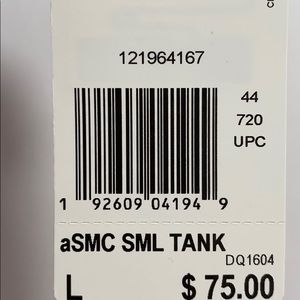 121964167
44
720
UPC
1 92609 04194 9
aSMC SML TANK
DQ1604
L $ 75.00